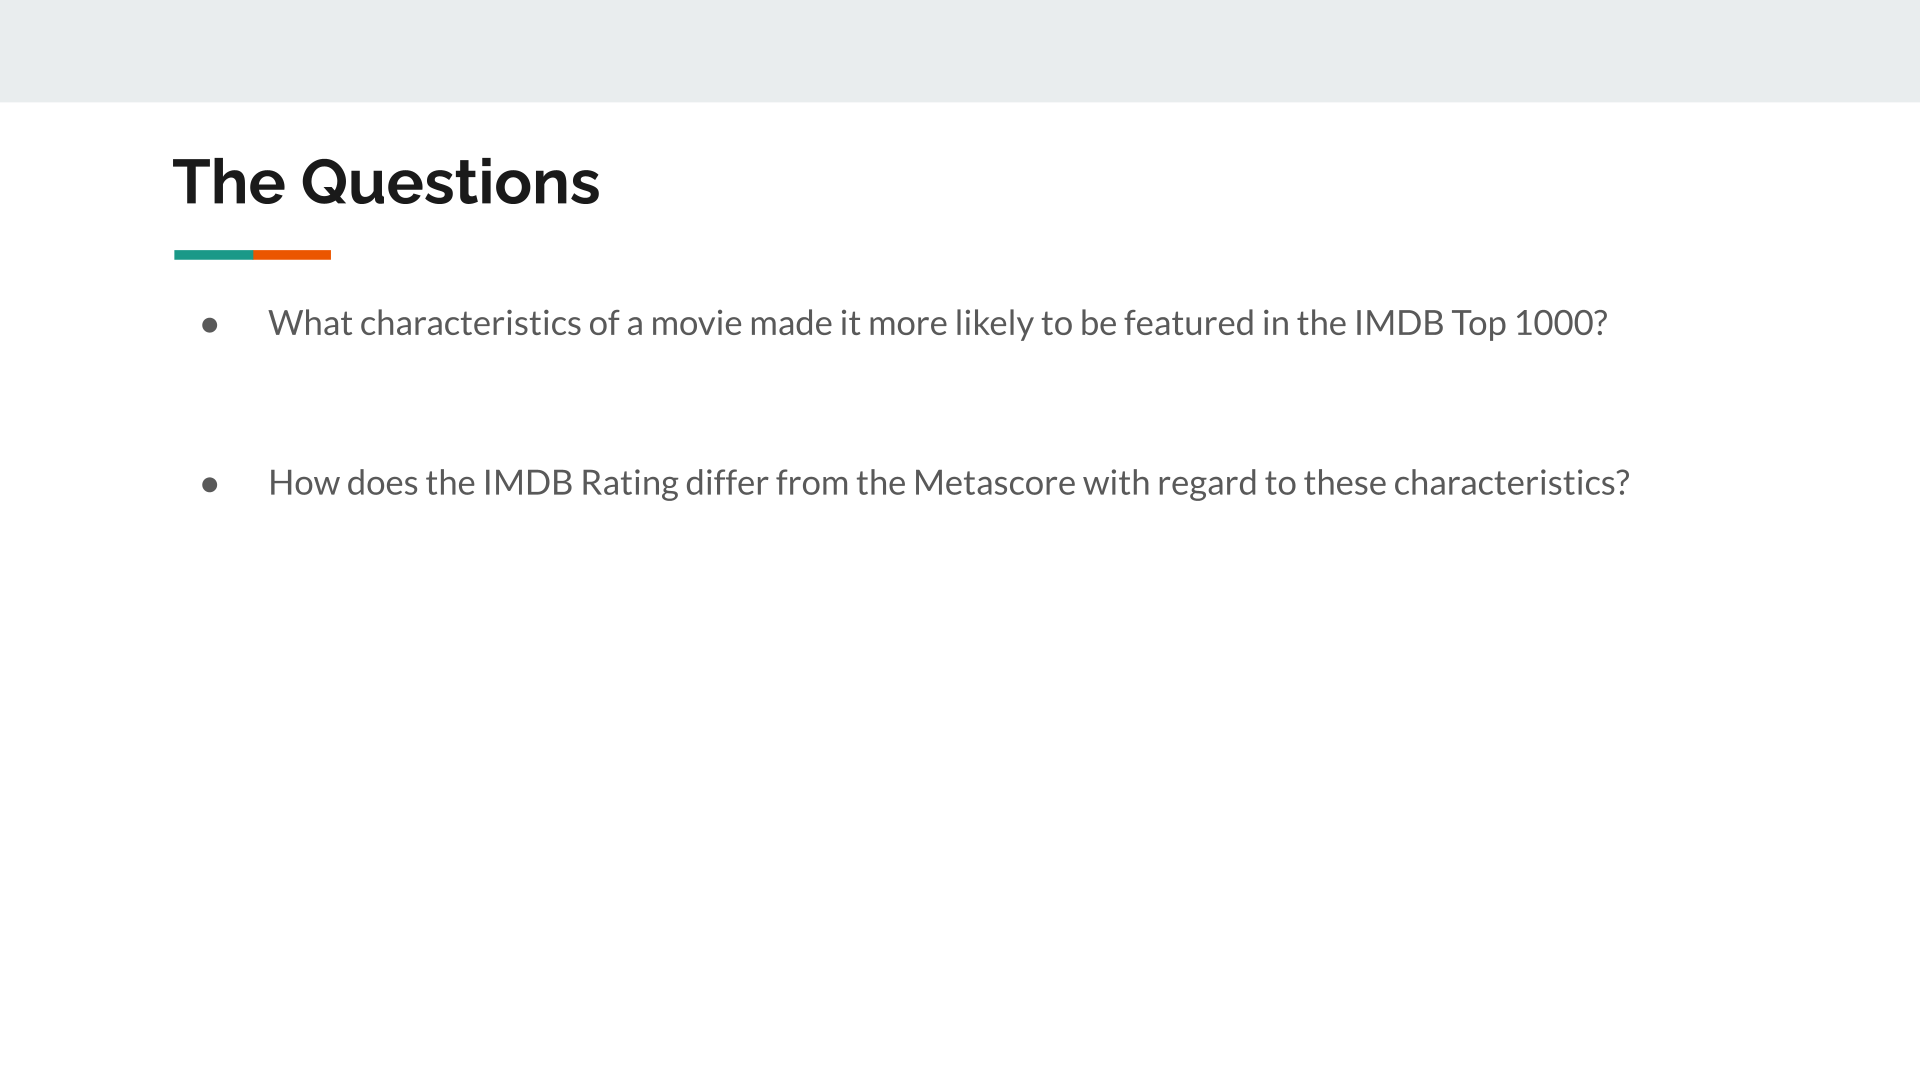 The Questions
● What characteristics of a movie made it more likely to be featured in the IMDB Top 1000?
● How does the IMDB Rating differ from the Metascore with regard to these characteristics?